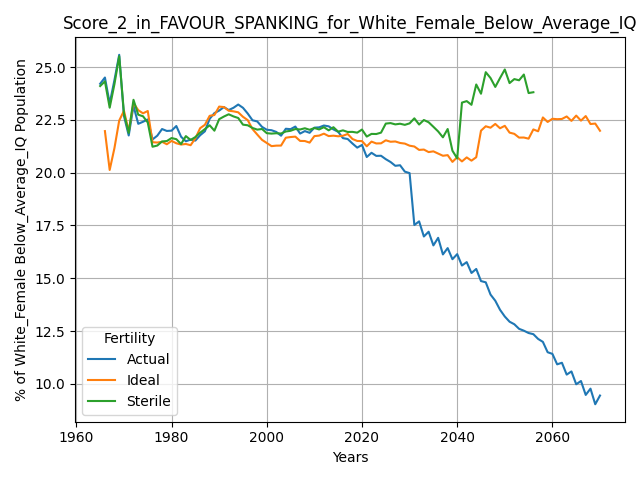 Score_2_in_FAVOUR_SPANKING_for_White_Female_Below_Average_IQ
% of White_Female Below_Average_IQ Population
25.0
22.5
20.0
17.5
15.0
12.5
10.0
Fertility
Actual
Ideal
Sterile
1960
1980
2000
2020
2040
2060
Years